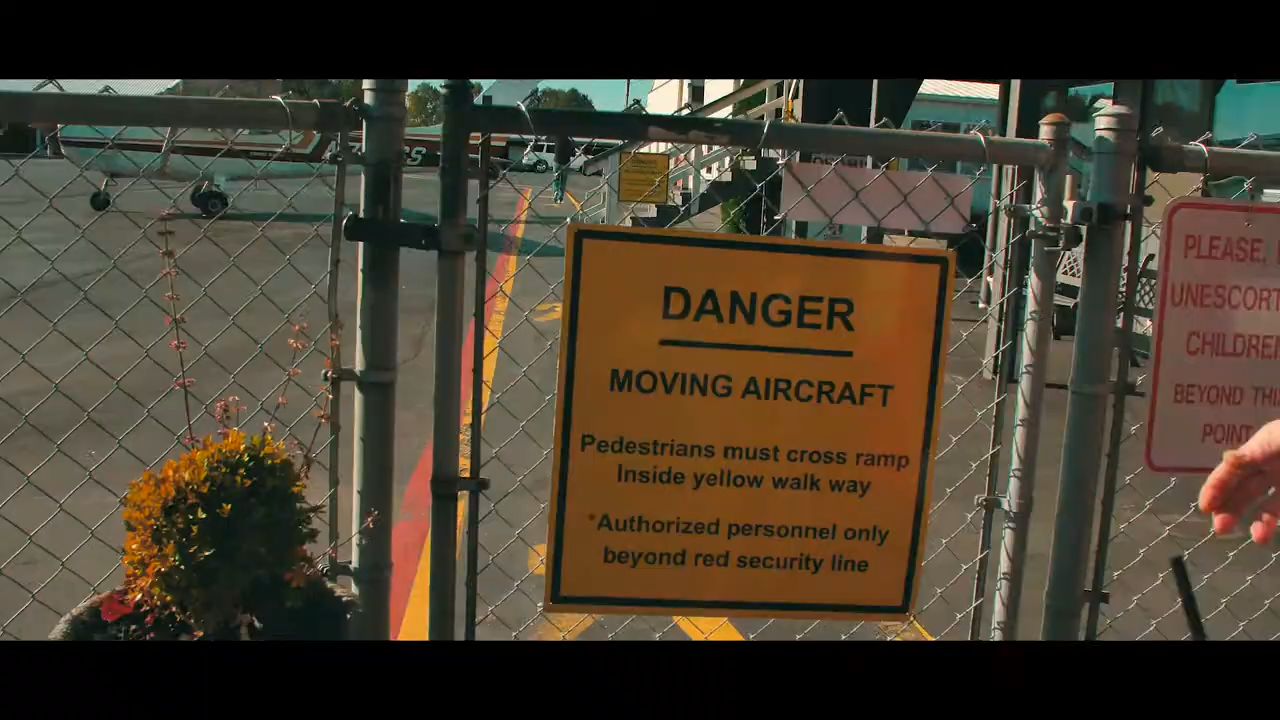 DANGER
MOVING AIRCRAFT
Pedestrians must cross ramp
Inside yellow walk way
*Authorized personnel only
beyond red security line
PLEASE,
UNESCORT
CHILDREN
BEYOND THI
POINT